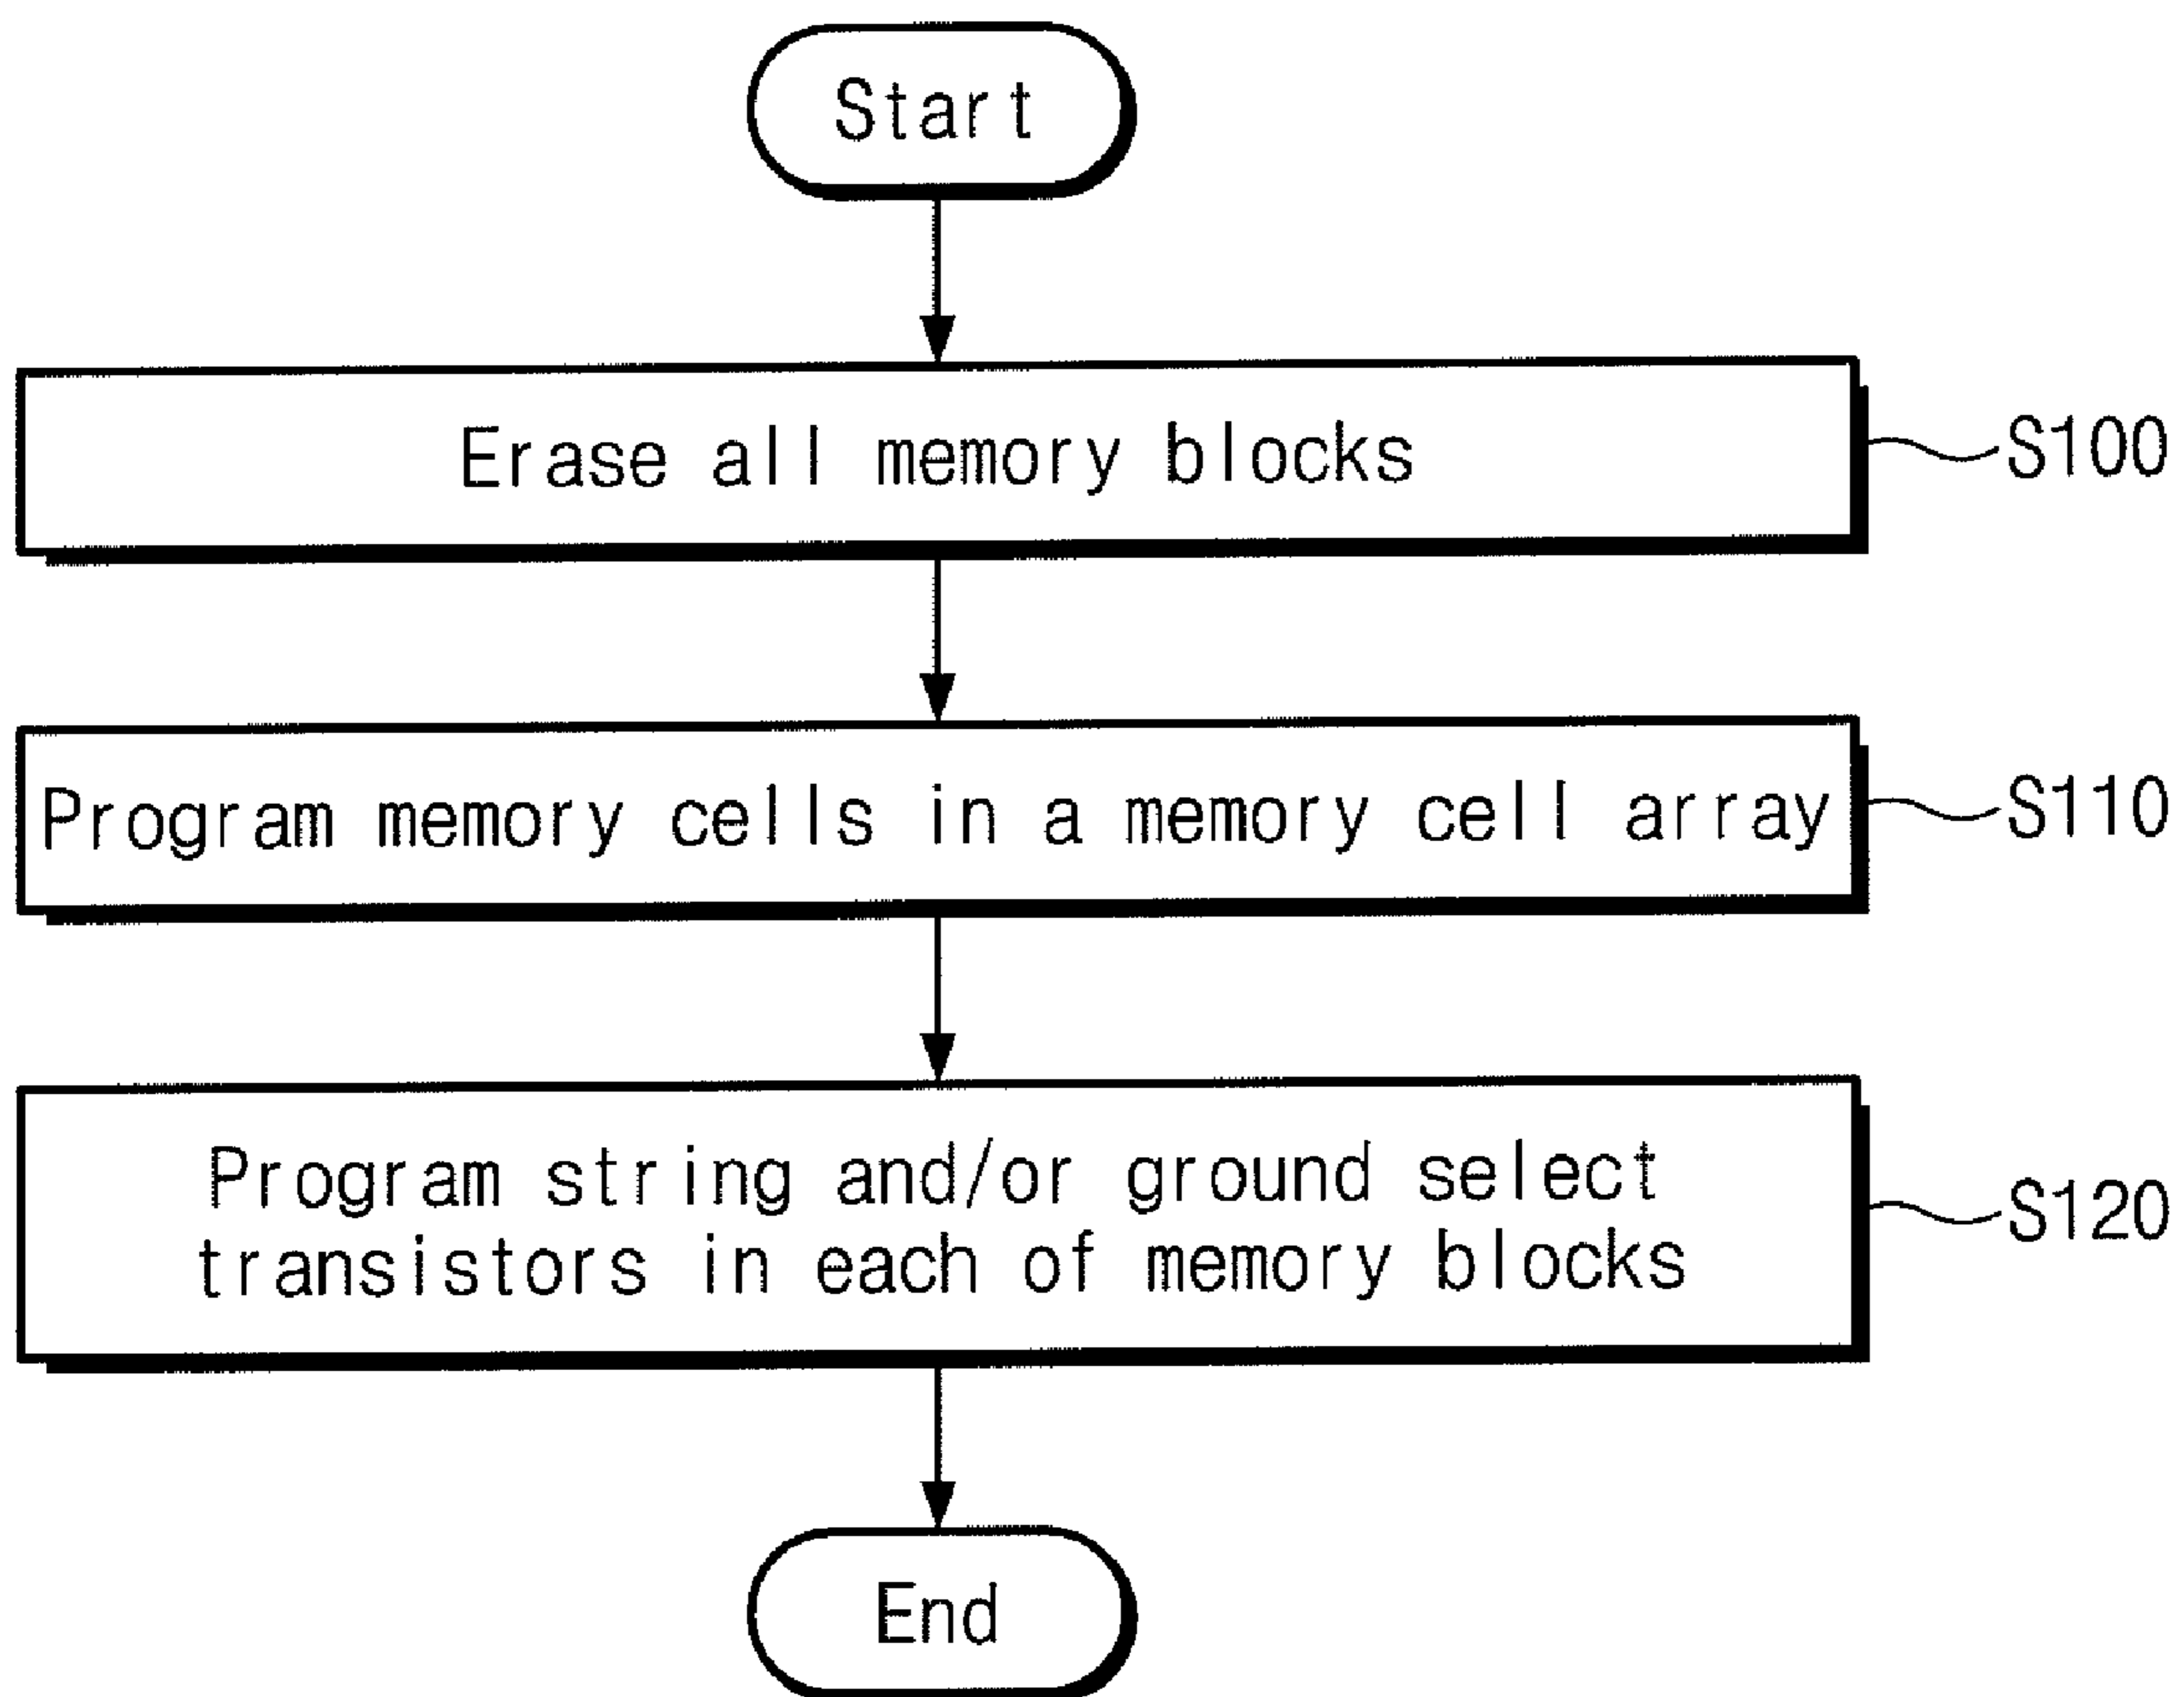 Start
Erase all memory blocks
S100
Program memory cells in a memory cell array
S110
Program string and/or ground select
transistors in each of memory blocks
S120
End